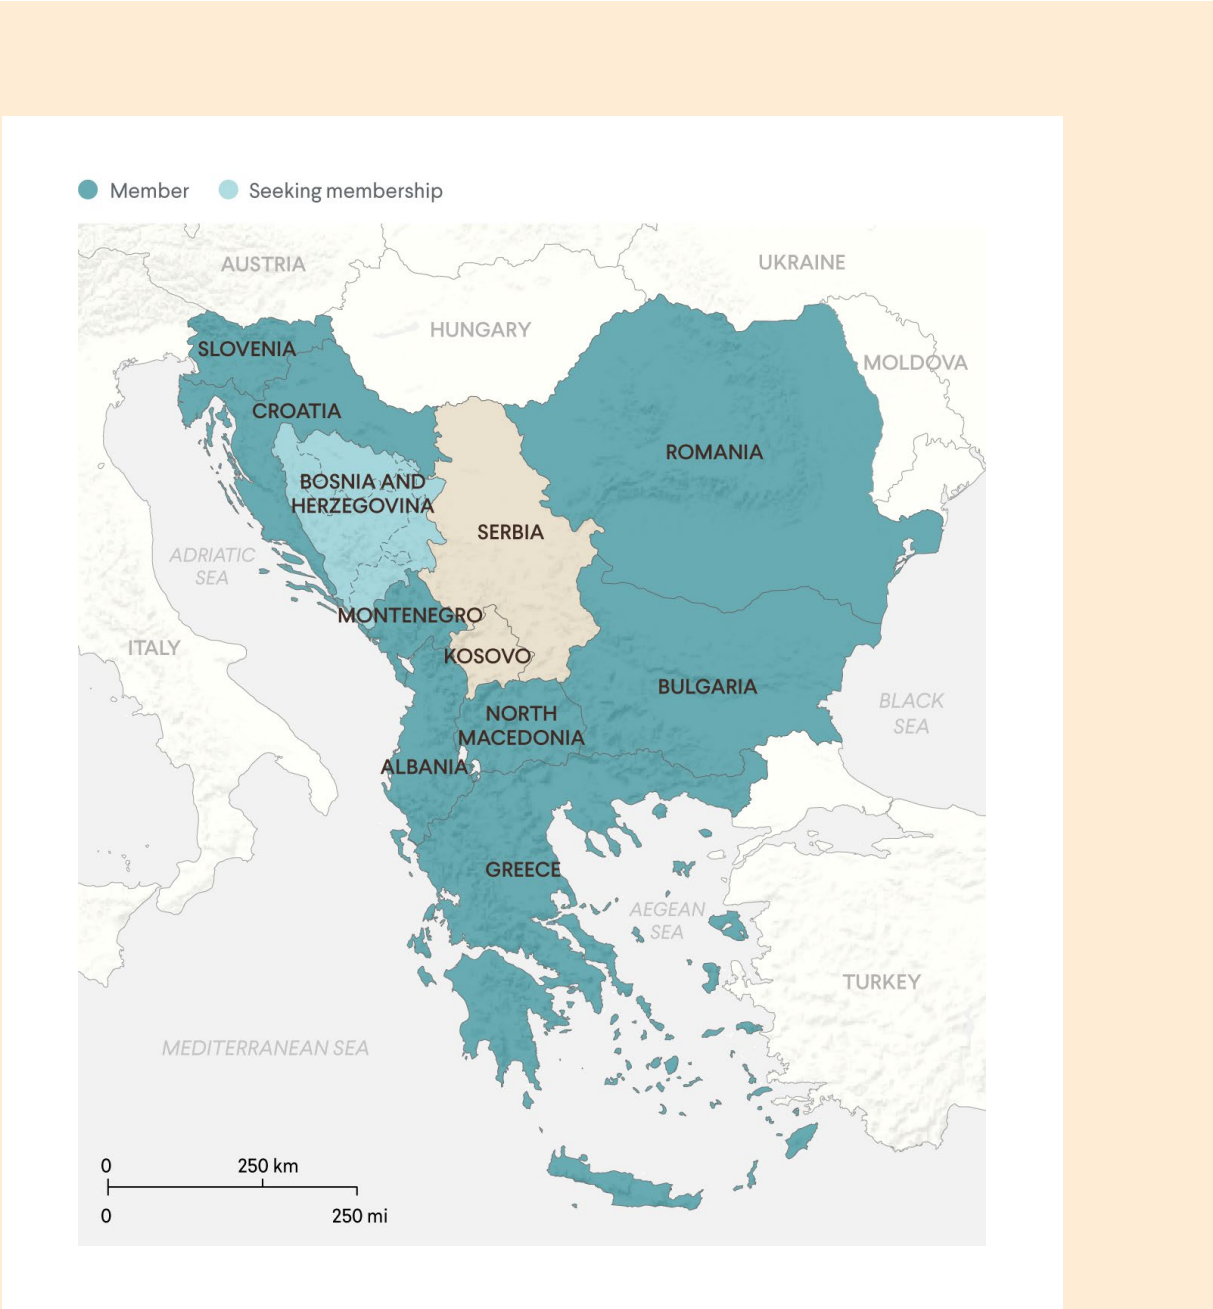 Member
Seeking membership
AUSTRIA
UKRAINE
HUNGARY
SLOVENIA
MOLDOVA
CROATIA
ROMANIA
BOSNIA AND
HERZEGOVINA
SERBIA
ADRIATIC
SEA
MONTENEGRO
ITALY
KOSOVO
BULGARIA
BLACK
SEA
NORTH
MACEDONIA
ALBANIA
GREECE
AEGEAN
SEA
TURKEY
MEDITERRANEAN SEA
0 250 km
0 250 mi